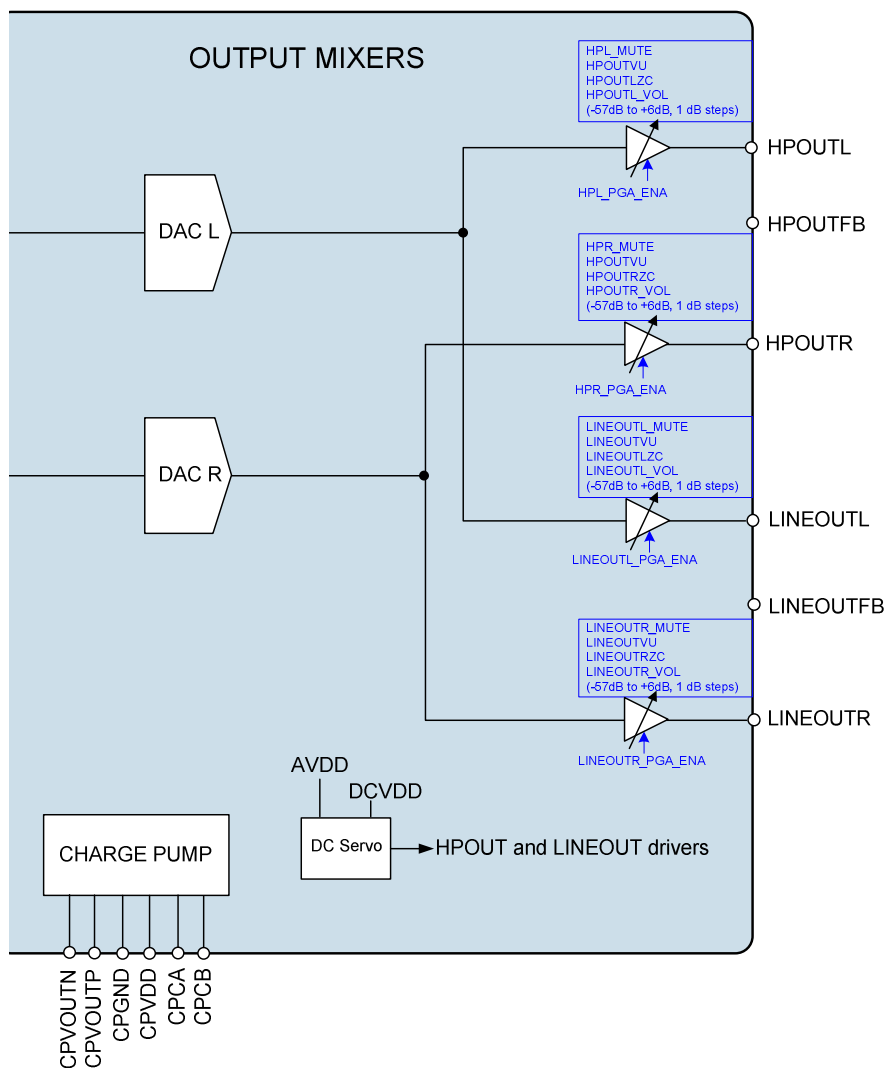 OUTPUT MIXERS
HPL_MUTE
HPOUTVU
HPOUTLZC
HPOUTL_VOL
(-57dB to +6dB, 1 dB steps)
HPOUTL
HPL_PGA_ENA
DAC L
HPOUTFB
HPR_MUTE
HPOUTVU
HPOUTRZC
HPOUTR_VOL
(-57dB to +6dB, 1 dB steps)
HPOUTR
HPR_PGA_ENA
LINEOUTL_MUTE
LINEOUTVU
LINEOUTLZC
LINEOUTL_VOL
(-57dB to +6dB, 1 dB steps)
DAC R
LINEOUTL
LINEOUTL_PGA_ENA
LINEOUTFB
LINEOUTR_MUTE
LINEOUTVU
LINEOUTRZC
LINEOUTR_VOL
(-57dB to +6dB, 1 dB steps)
LINEOUTR
LINEOUTR_PGA_ENA
AVDD
DCVDD
DC Servo
HPOUT and LINEOUT drivers
CHARGE PUMP
CPVOUTN
CPVOUTP
CPGND
CPVDD
CPCA
CPCB